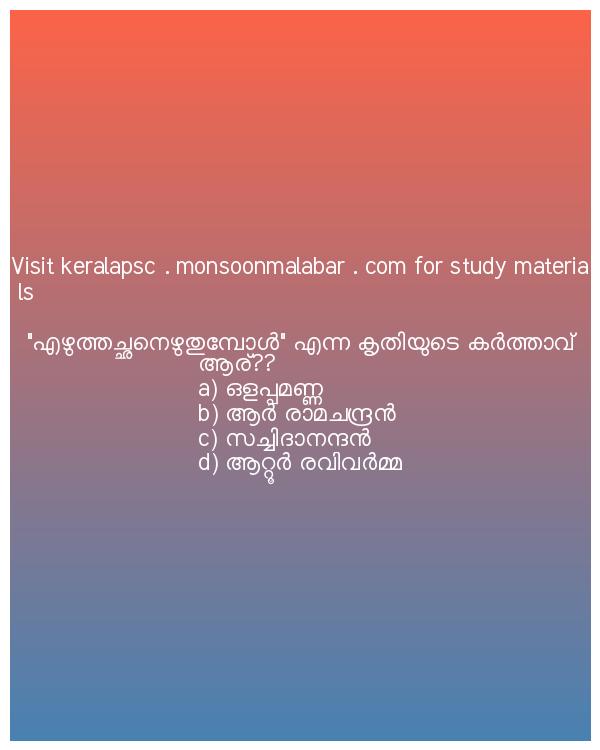 Visit keralapsc . monsoonmalabar . com for study materia
ls
"എഴുത്തച്ഛനെഴുതുമ്പോൾ" എന്ന കൃതിയുടെ കർത്താവ്
ആര്??
a) ഒളപ്പമണ്ണ
b) ആർ രാമചന്ദ്രൻ
c) സച്ചിദാനന്ദൻ
d) ആറ്റൂർ രവിവർമ്മ